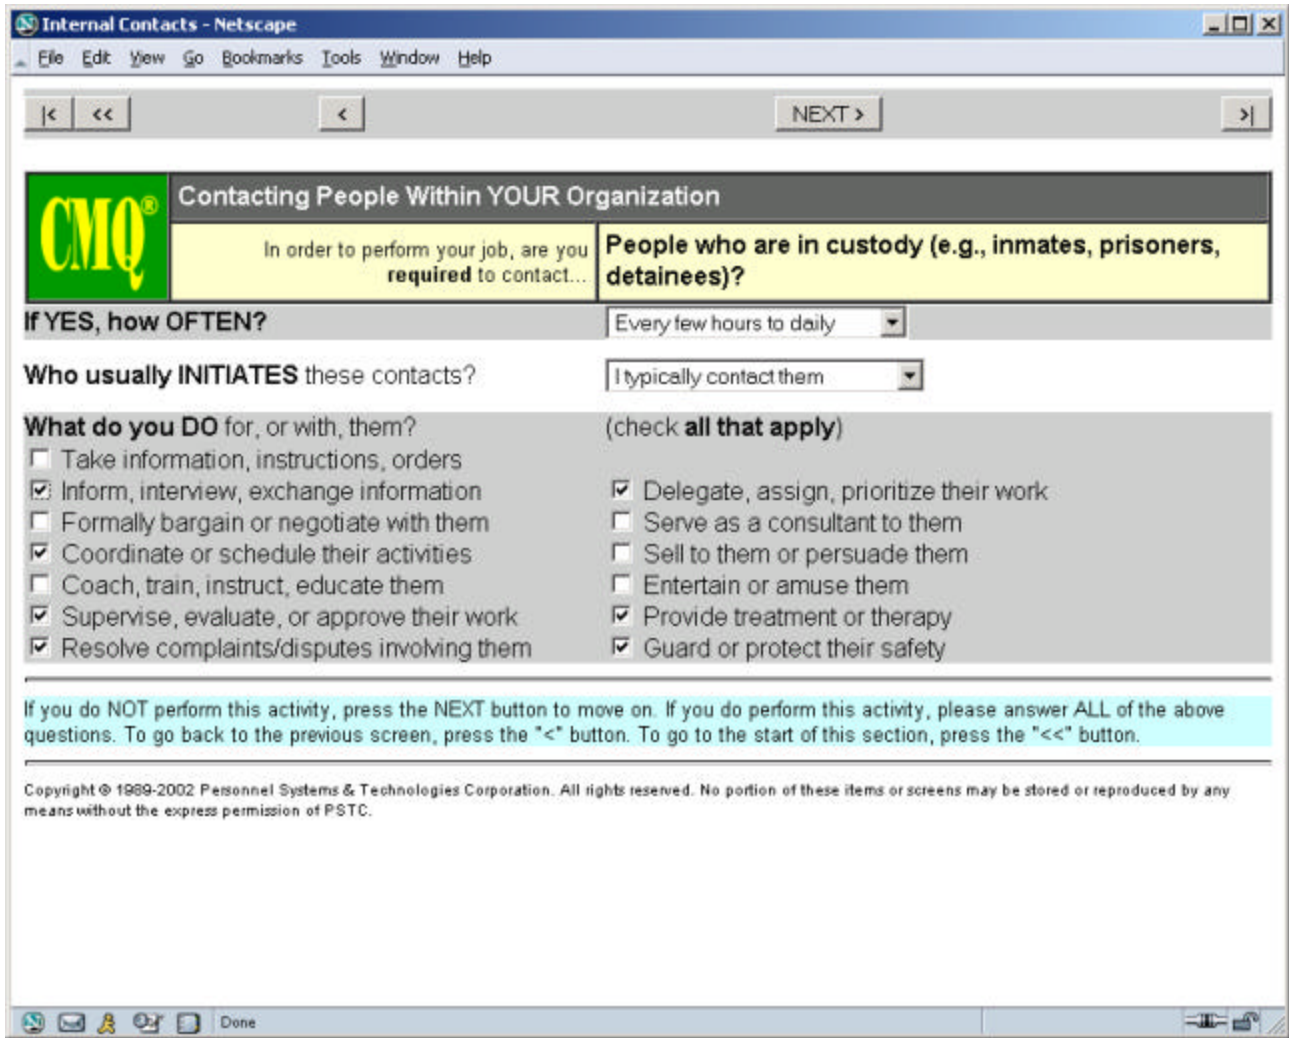 Internal Contacts - Netscape
File Edit View Go Bookmarks Tools Window Help
|< << < NEXT > >|
CMQ®
Contacting People Within YOUR Organization
In order to perform your job, are you
required to contact...
People who are in custody (e.g., inmates, prisoners,
detainees)?
If YES, how OFTEN? Every few hours to daily
Who usually INITIATES these contacts? I typically contact them
What do you DO for, or with, them? (check all that apply)
Take information, instructions, orders
Inform, interview, exchange information Delegate, assign, prioritize their work
Formally bargain or negotiate with them Serve as a consultant to them
Coordinate or schedule their activities Sell to them or persuade them
Coach, train, instruct, educate them Entertain or amuse them
Supervise, evaluate, or approve their work Provide treatment or therapy
Resolve complaints/disputes involving them Guard or protect their safety
If you do NOT perform this activity, press the NEXT button to move on. If you do perform this activity, please answer ALL of the above
questions. To go back to the previous screen, press the "<" button. To go to the start of this section, press the "<<" button.
Copyright © 1989-2002 Personnel Systems & Technologies Corporation. All rights reserved. No portion of these items or screens may be stored or reproduced by any
means without the express permission of PSTC.
Done